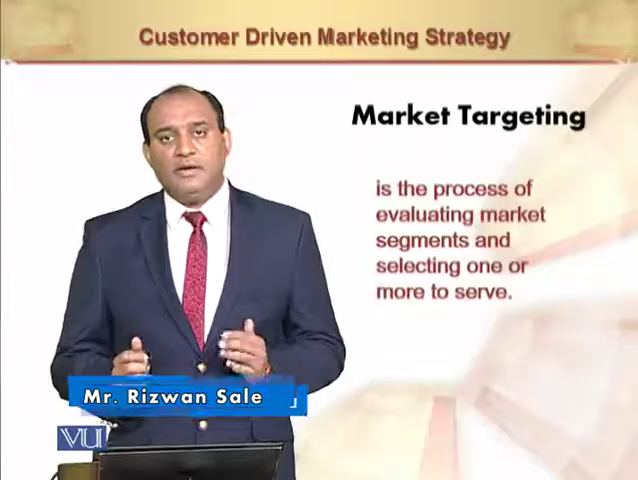 Customer Driven Marketing Strategy
Market Targeting
is the process of
evaluating market
segments and
selecting one or
more to serve.
Mr. Rizwan Sale
VU